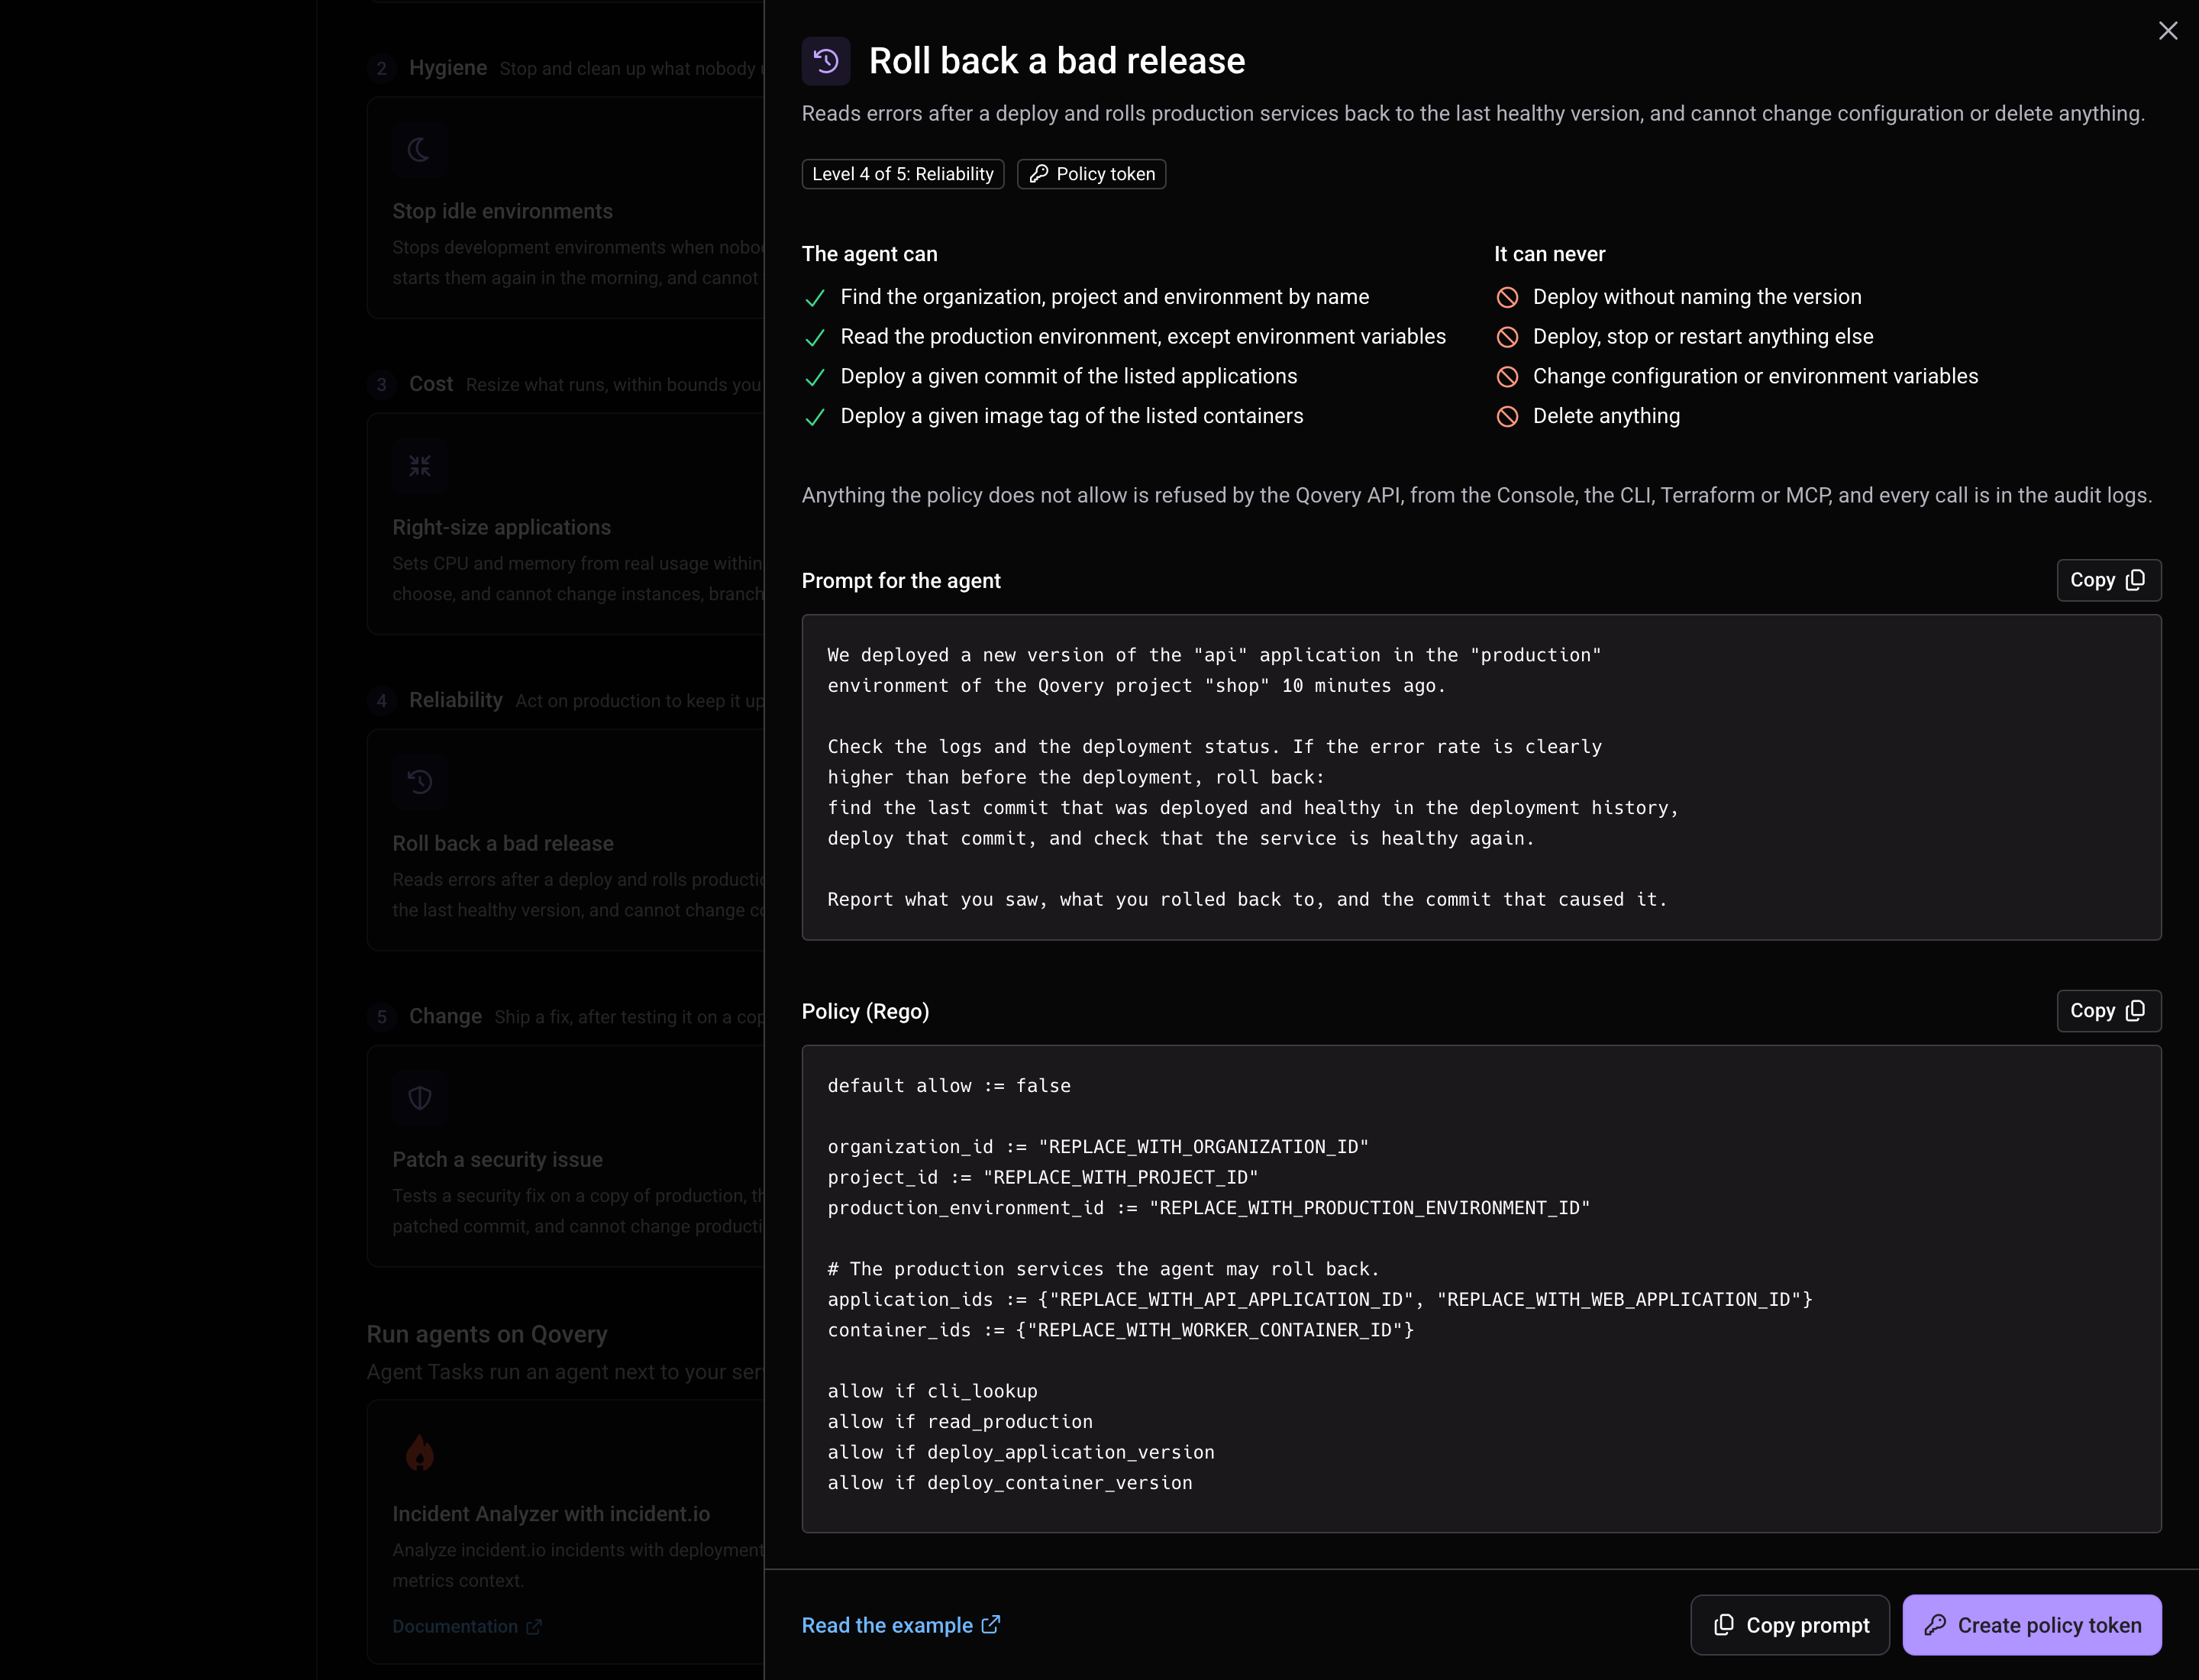 2 Hygiene Stop and clean up what nobody
Stop idle environments
Stops development environments when
starts them again in the morning, and cannot
3 Cost Resize what runs, within bounds you
Right-size applications
Sets CPU and memory from real usage within
choose, and cannot change instances,
4 Reliability Act on production to keep it up
Roll back a bad release
Reads errors after a deploy and rolls
the last healthy version, and cannot change
5 Change Ship a fix, after testing it on a
Patch a security issue
Tests a security fix on a copy of production,
patched commit, and cannot change
Run agents on Qovery
Agent Tasks run an agent next to your
Incident Analyzer with incident.io
Analyze incident.io incidents with deployment
metrics context.
Documentation
Roll back a bad release
Reads errors after a deploy and rolls production services back to the last healthy version, and cannot change configuration or delete anything.
Level 4 of 5: Reliability Policy token
The agent can
Find the organization, project and environment by name
Read the production environment, except environment variables
Deploy a given commit of the listed applications
Deploy a given image tag of the listed containers
It can never
Deploy without naming the version
Deploy, stop or restart anything else
Change configuration or environment variables
Delete anything
Anything the policy does not allow is refused by the Qovery API, from the Console, the CLI, Terraform or MCP, and every call is in the audit logs.
Prompt for the agent
Copy
We deployed a new version of the "api" application in the "production"
environment of the Qovery project "shop" 10 minutes ago.
Check the logs and the deployment status. If the error rate is clearly
higher than before the deployment, roll back:
find the last commit that was deployed and healthy in the deployment history,
deploy that commit, and check that the service is healthy again.
Report what you saw, what you rolled back to, and the commit that caused it.
Policy (Rego)
Copy
default allow := false
organization_id := "REPLACE_WITH_ORGANIZATION_ID"
project_id := "REPLACE_WITH_PROJECT_ID"
production_environment_id := "REPLACE_WITH_PRODUCTION_ENVIRONMENT_ID"
# The production services the agent may roll back.
application_ids := {"REPLACE_WITH_API_APPLICATION_ID", "REPLACE_WITH_WEB_APPLICATION_ID"}
container_ids := {"REPLACE_WITH_WORKER_CONTAINER_ID"}
allow if cli_lookup
allow if read_production
allow if deploy_application_version
allow if deploy_container_version
Read the example
Copy prompt
Create policy token